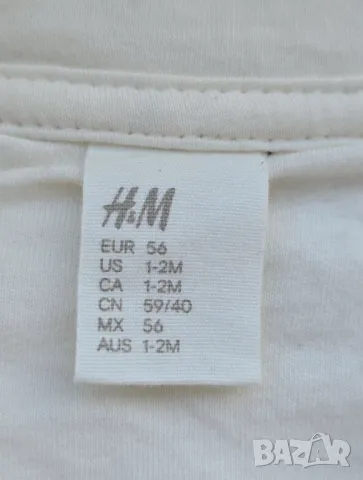 H&M
EUR 56
US 1-2M
CA 1-2M
CN 59/40
MX 56
AUS 1-2M
BAZAR
bg